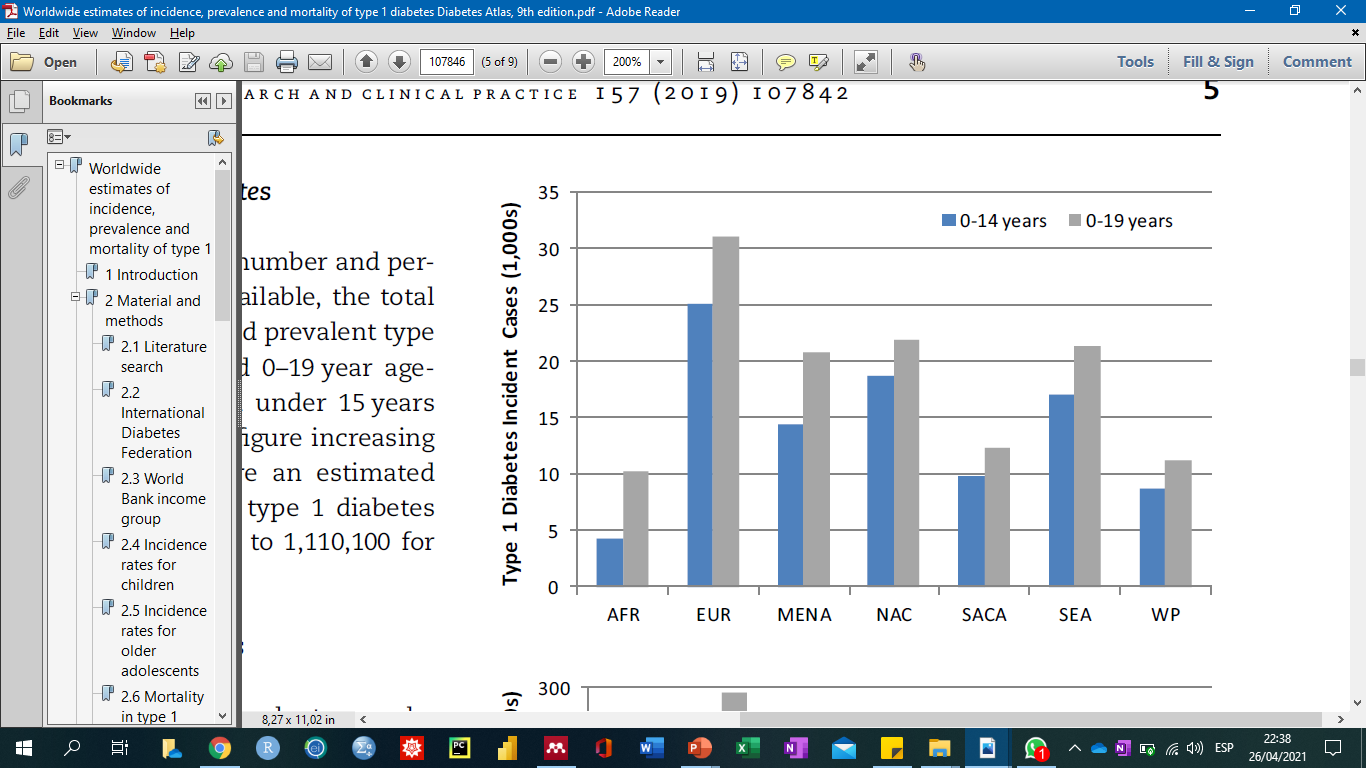 Worldwide estimates of incidence, prevalence and mortality of type 1 diabetes Diabetes Atlas, 9th edition.pdf - Adobe Reader
File Edit View Window Help
Open 107846 (5 of 9) 200% Tools Fill & Sign Comment
Bookmarks
Worldwide
estimates of
incidence,
prevalence and
mortality of type 1
1 Introduction
2 Material and
methods
2.1 Literature
search
2.2
International
Diabetes
Federation
2.3 World
Bank income
group
2.4 Incidence
rates for
children
2.5 Incidence
rates for
older
adolescents
2.6 Mortality
in type 1
ARCH AND CLINICAL PRACTICE 157 (2019) 107842 5
tes
number and per-
ailable, the total
d prevalent type
0–19 year age-
under 15 years
figure increasing
an estimated
type 1 diabetes
to 1,110,100 for
Type 1 Diabetes Incident Cases (1,000s)
35
30
25
20
15
10
5
0
0-14 years 0-19 years
AFR EUR MENA NAC SACA SEA WP
300
8,27 x 11,02 in
ESP
22:38
26/04/2021
1